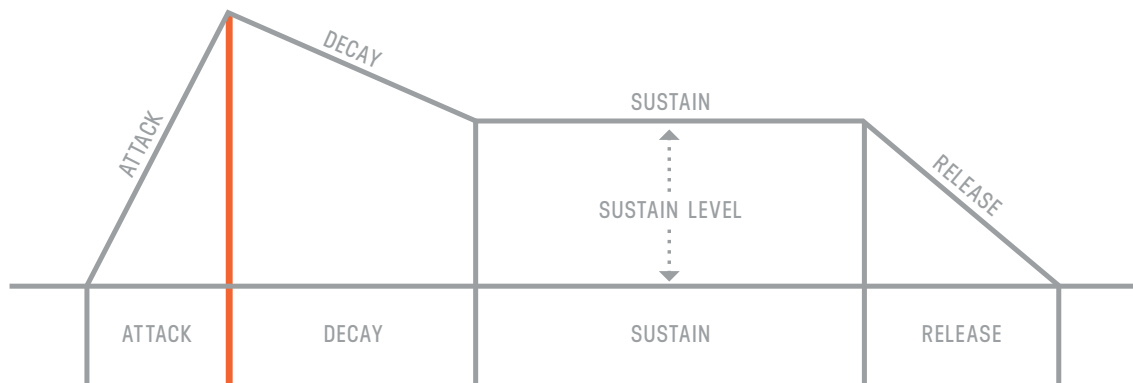 DECAY
SUSTAIN
ATTACK
RELEASE
SUSTAIN LEVEL
ATTACK
DECAY
SUSTAIN
RELEASE